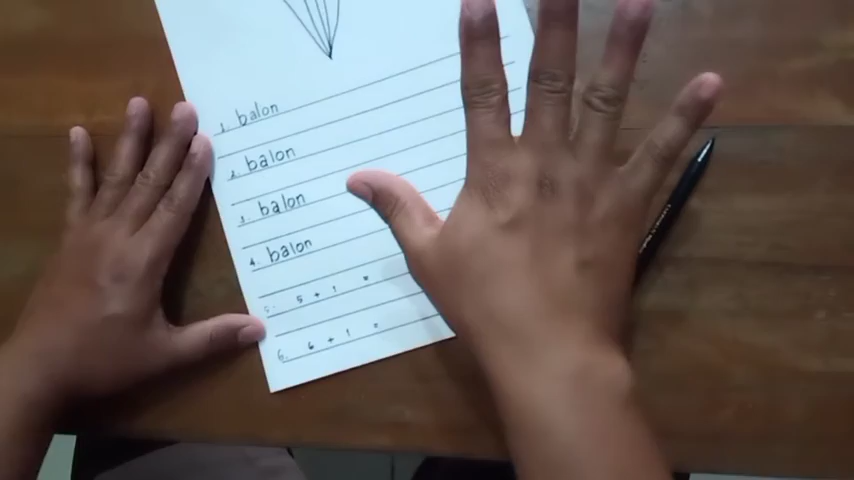 1. balon
2. balon
3. balon
4. balon
5. 5 + 1 =
6. 6 + 1 =